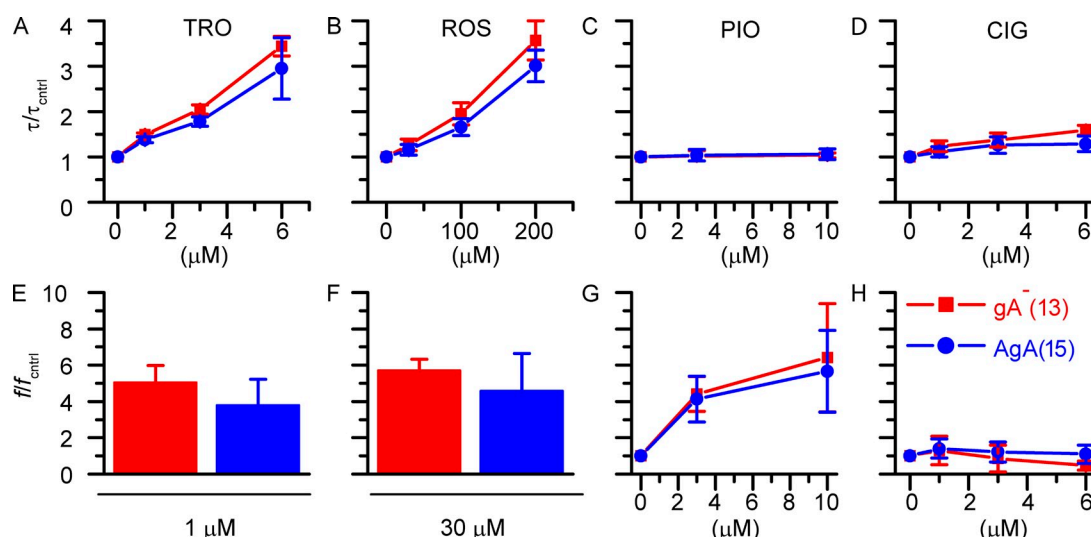 A TRO B ROS C PIO D CIG
τ/τcntrl
4
3
2
1
0
0 2 4 6 0 100 200 0 2 4 6 8 10 0 2 4 6
(μM) (μM) (μM) (μM)
E F G H
f/fcntrl
10
8
6
4
2
0
gA⁻(13)
AgA(15)
1 μM 30 μM
0 2 4 6 8 10 0 2 4 6
(μM) (μM)